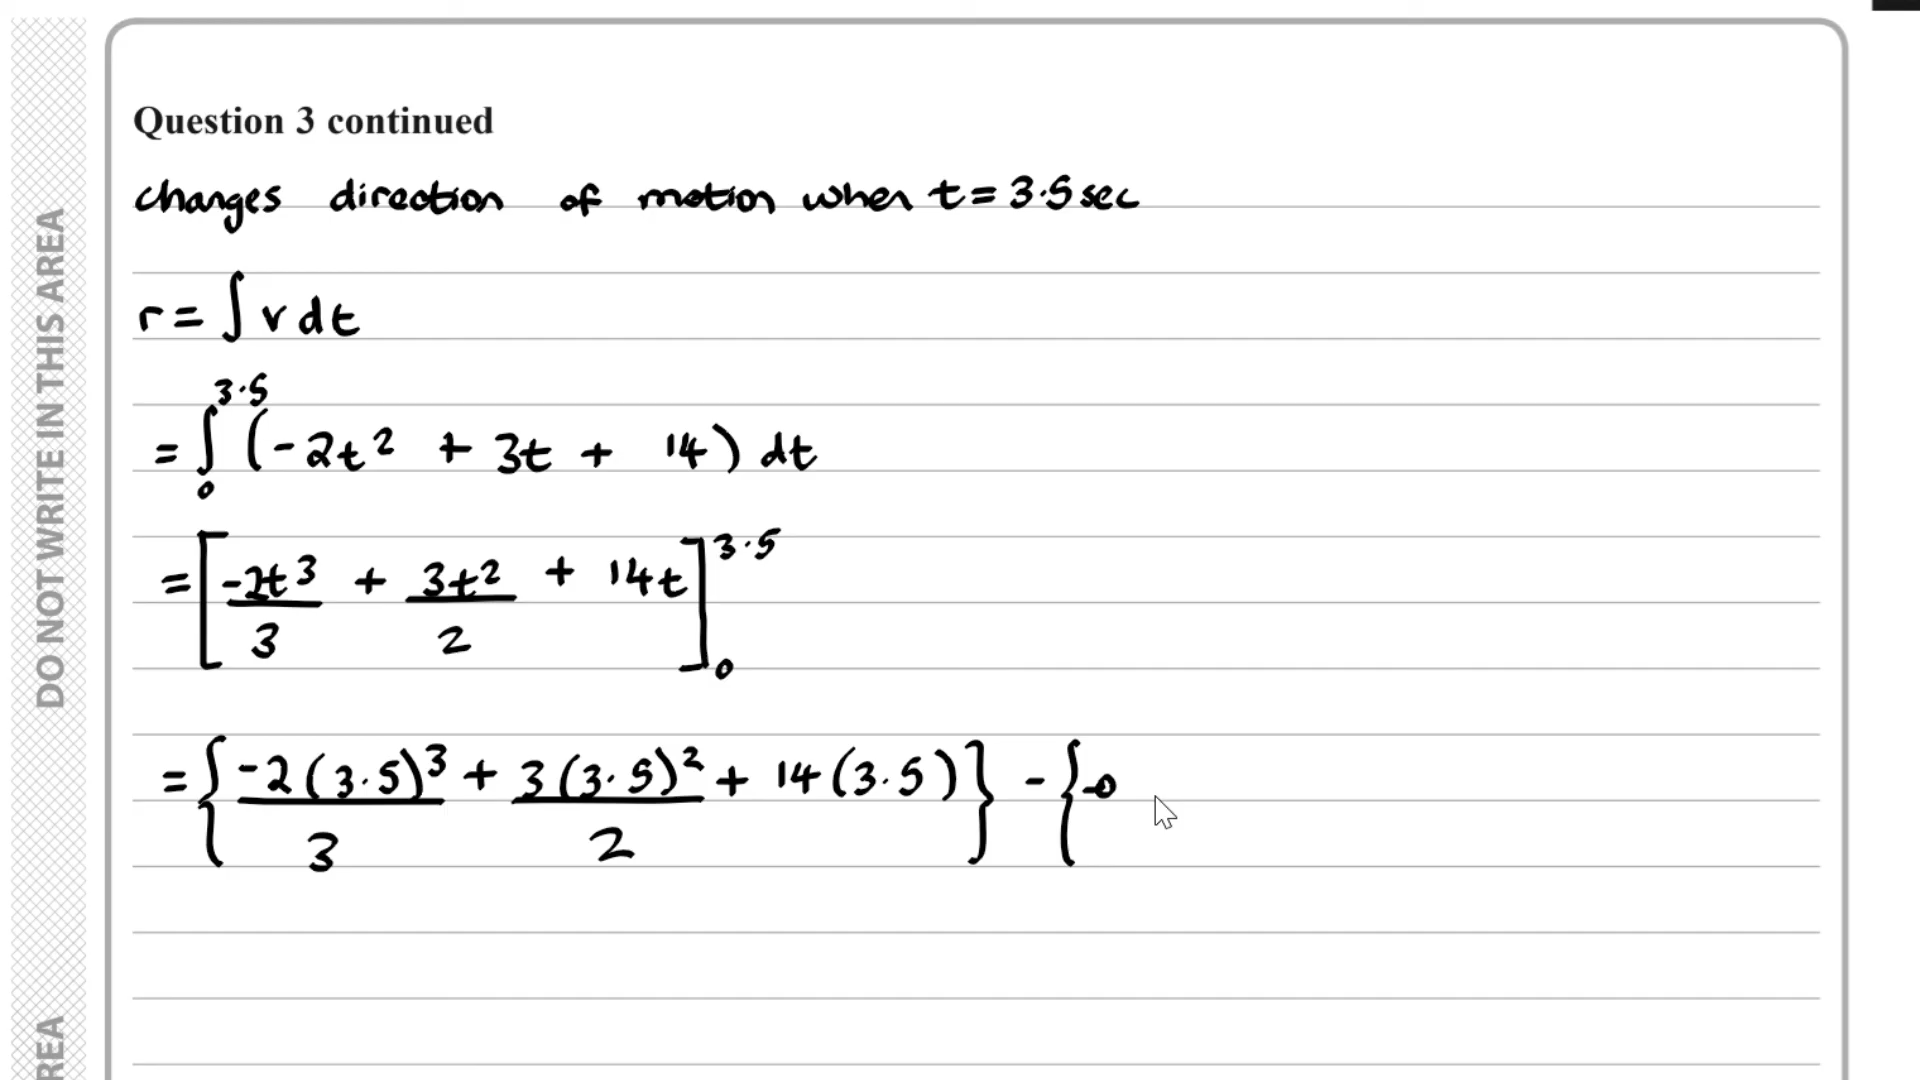 Question 3 continued
changes direction of motion when t = 3.5 sec
r = ∫ v dt
= ∫₀^3.5 (-2t² + 3t + 14) dt
= [-2t³/3 + 3t²/2 + 14t]₀^3.5
= {-2(3.5)³/3 + 3(3.5)²/2 + 14(3.5)} - {-0
DO NOT WRITE IN THIS AREA
REA